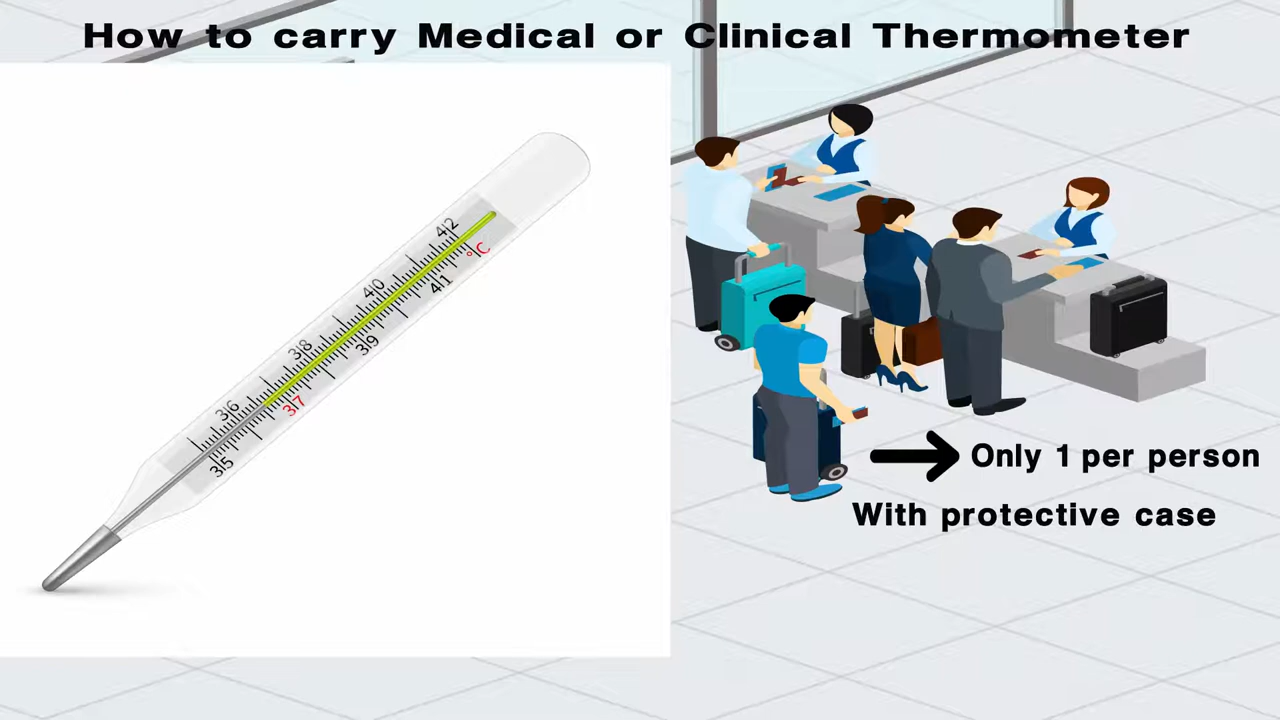 How to carry Medical or Clinical Thermometer
42
°C
41
40
39
38
37
36
35
Only 1 per person
With protective case